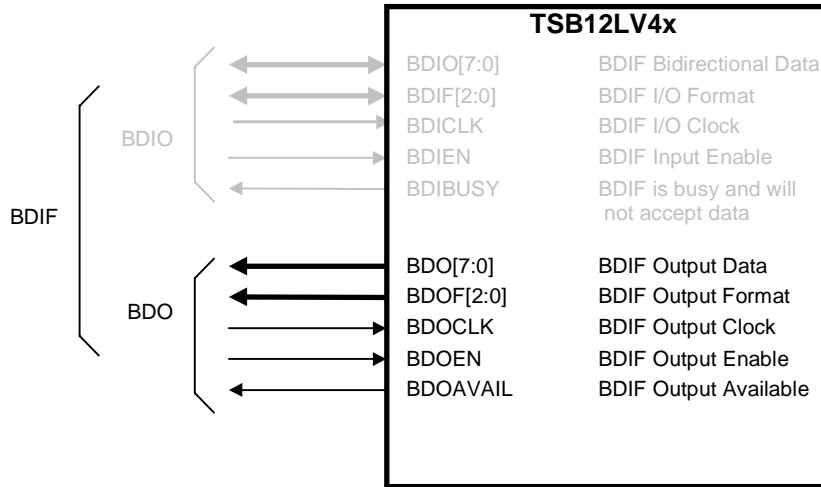 TSB12LV4x
BDIO[7:0] BDIF Bidirectional Data
BDIF[2:0] BDIF I/O Format
BDICLK BDIF I/O Clock
BDIO
BDIEN BDIF Input Enable
BDIBUSY BDIF is busy and will
not accept data
BDIF
BDO[7:0] BDIF Output Data
BDOF[2:0] BDIF Output Format
BDO
BDOCLK BDIF Output Clock
BDOEN BDIF Output Enable
BDOAVAIL BDIF Output Available